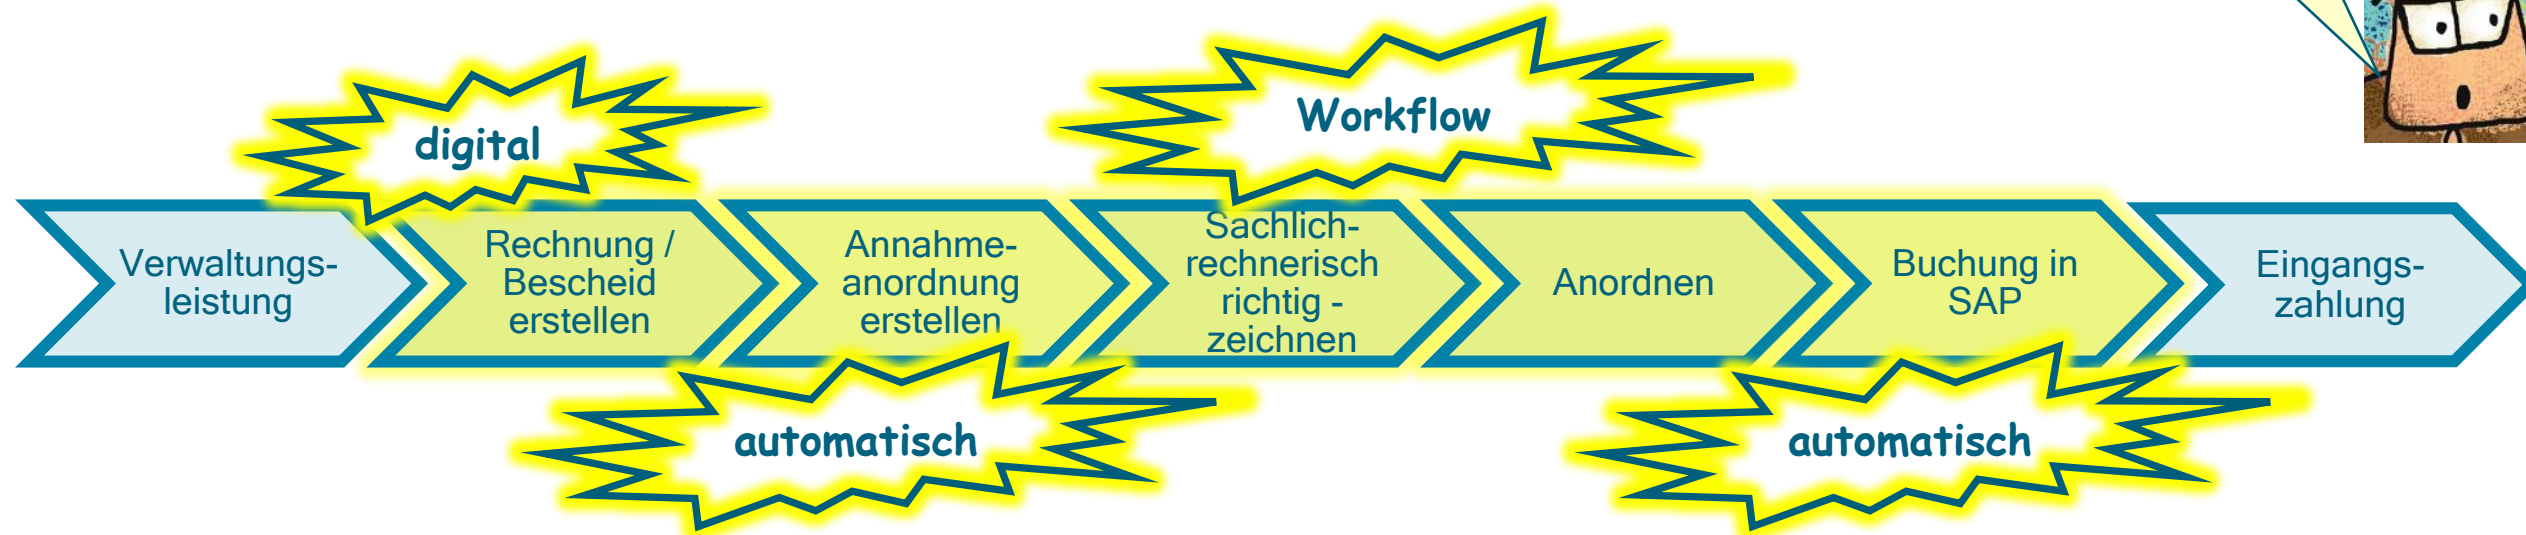 digital
Workflow
Verwaltungs-
leistung
Rechnung /
Bescheid
erstellen
Annahme-
anordnung
erstellen
Sachlich-
rechnerisch
richtig -
zeichnen
Anordnen
Buchung in
SAP
Eingangs-
zahlung
automatisch
automatisch